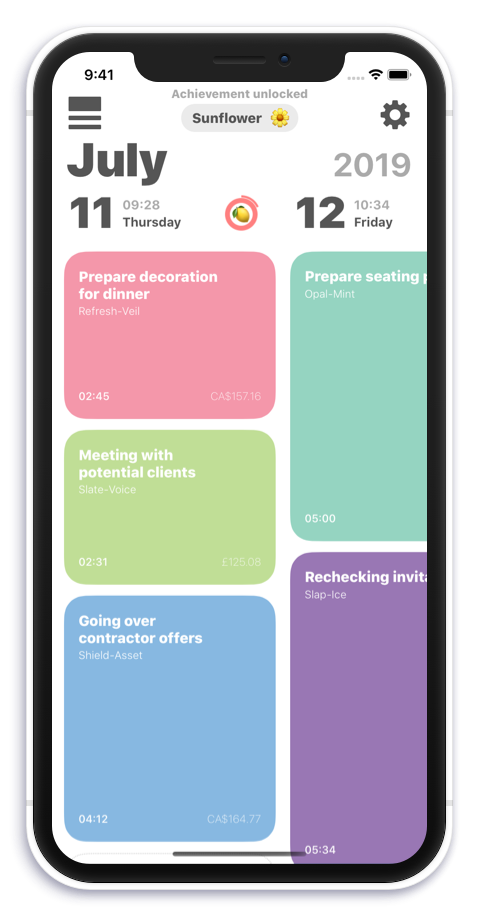 9:41
Achievement unlocked
Sunflower
July
2019
11
09:28
Thursday
12
10:34
Friday
Prepare decoration
for dinner
Refresh-Veil
02:45
CA$157.16
Meeting with
potential clients
Slate-Voice
02:31
£125.08
Going over
contractor offers
Shield-Asset
04:12
CA$164.77
Prepare seating
Opal-Mint
05:00
Rechecking invit
Slap-Ice
05:34